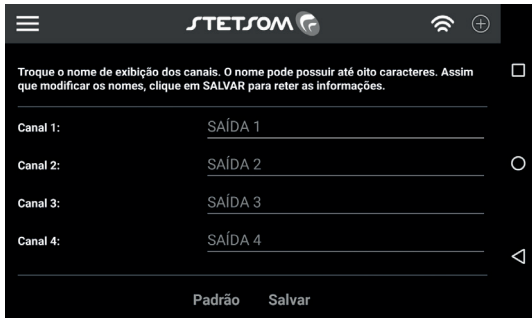 STETSOM
Troque o nome de exibição dos canais. O nome pode possuir até oito caracteres. Assim
que modificar os nomes, clique em SALVAR para reter as informações.
Canal 1: SAÍDA 1
Canal 2: SAÍDA 2
Canal 3: SAÍDA 3
Canal 4: SAÍDA 4
Padrão Salvar